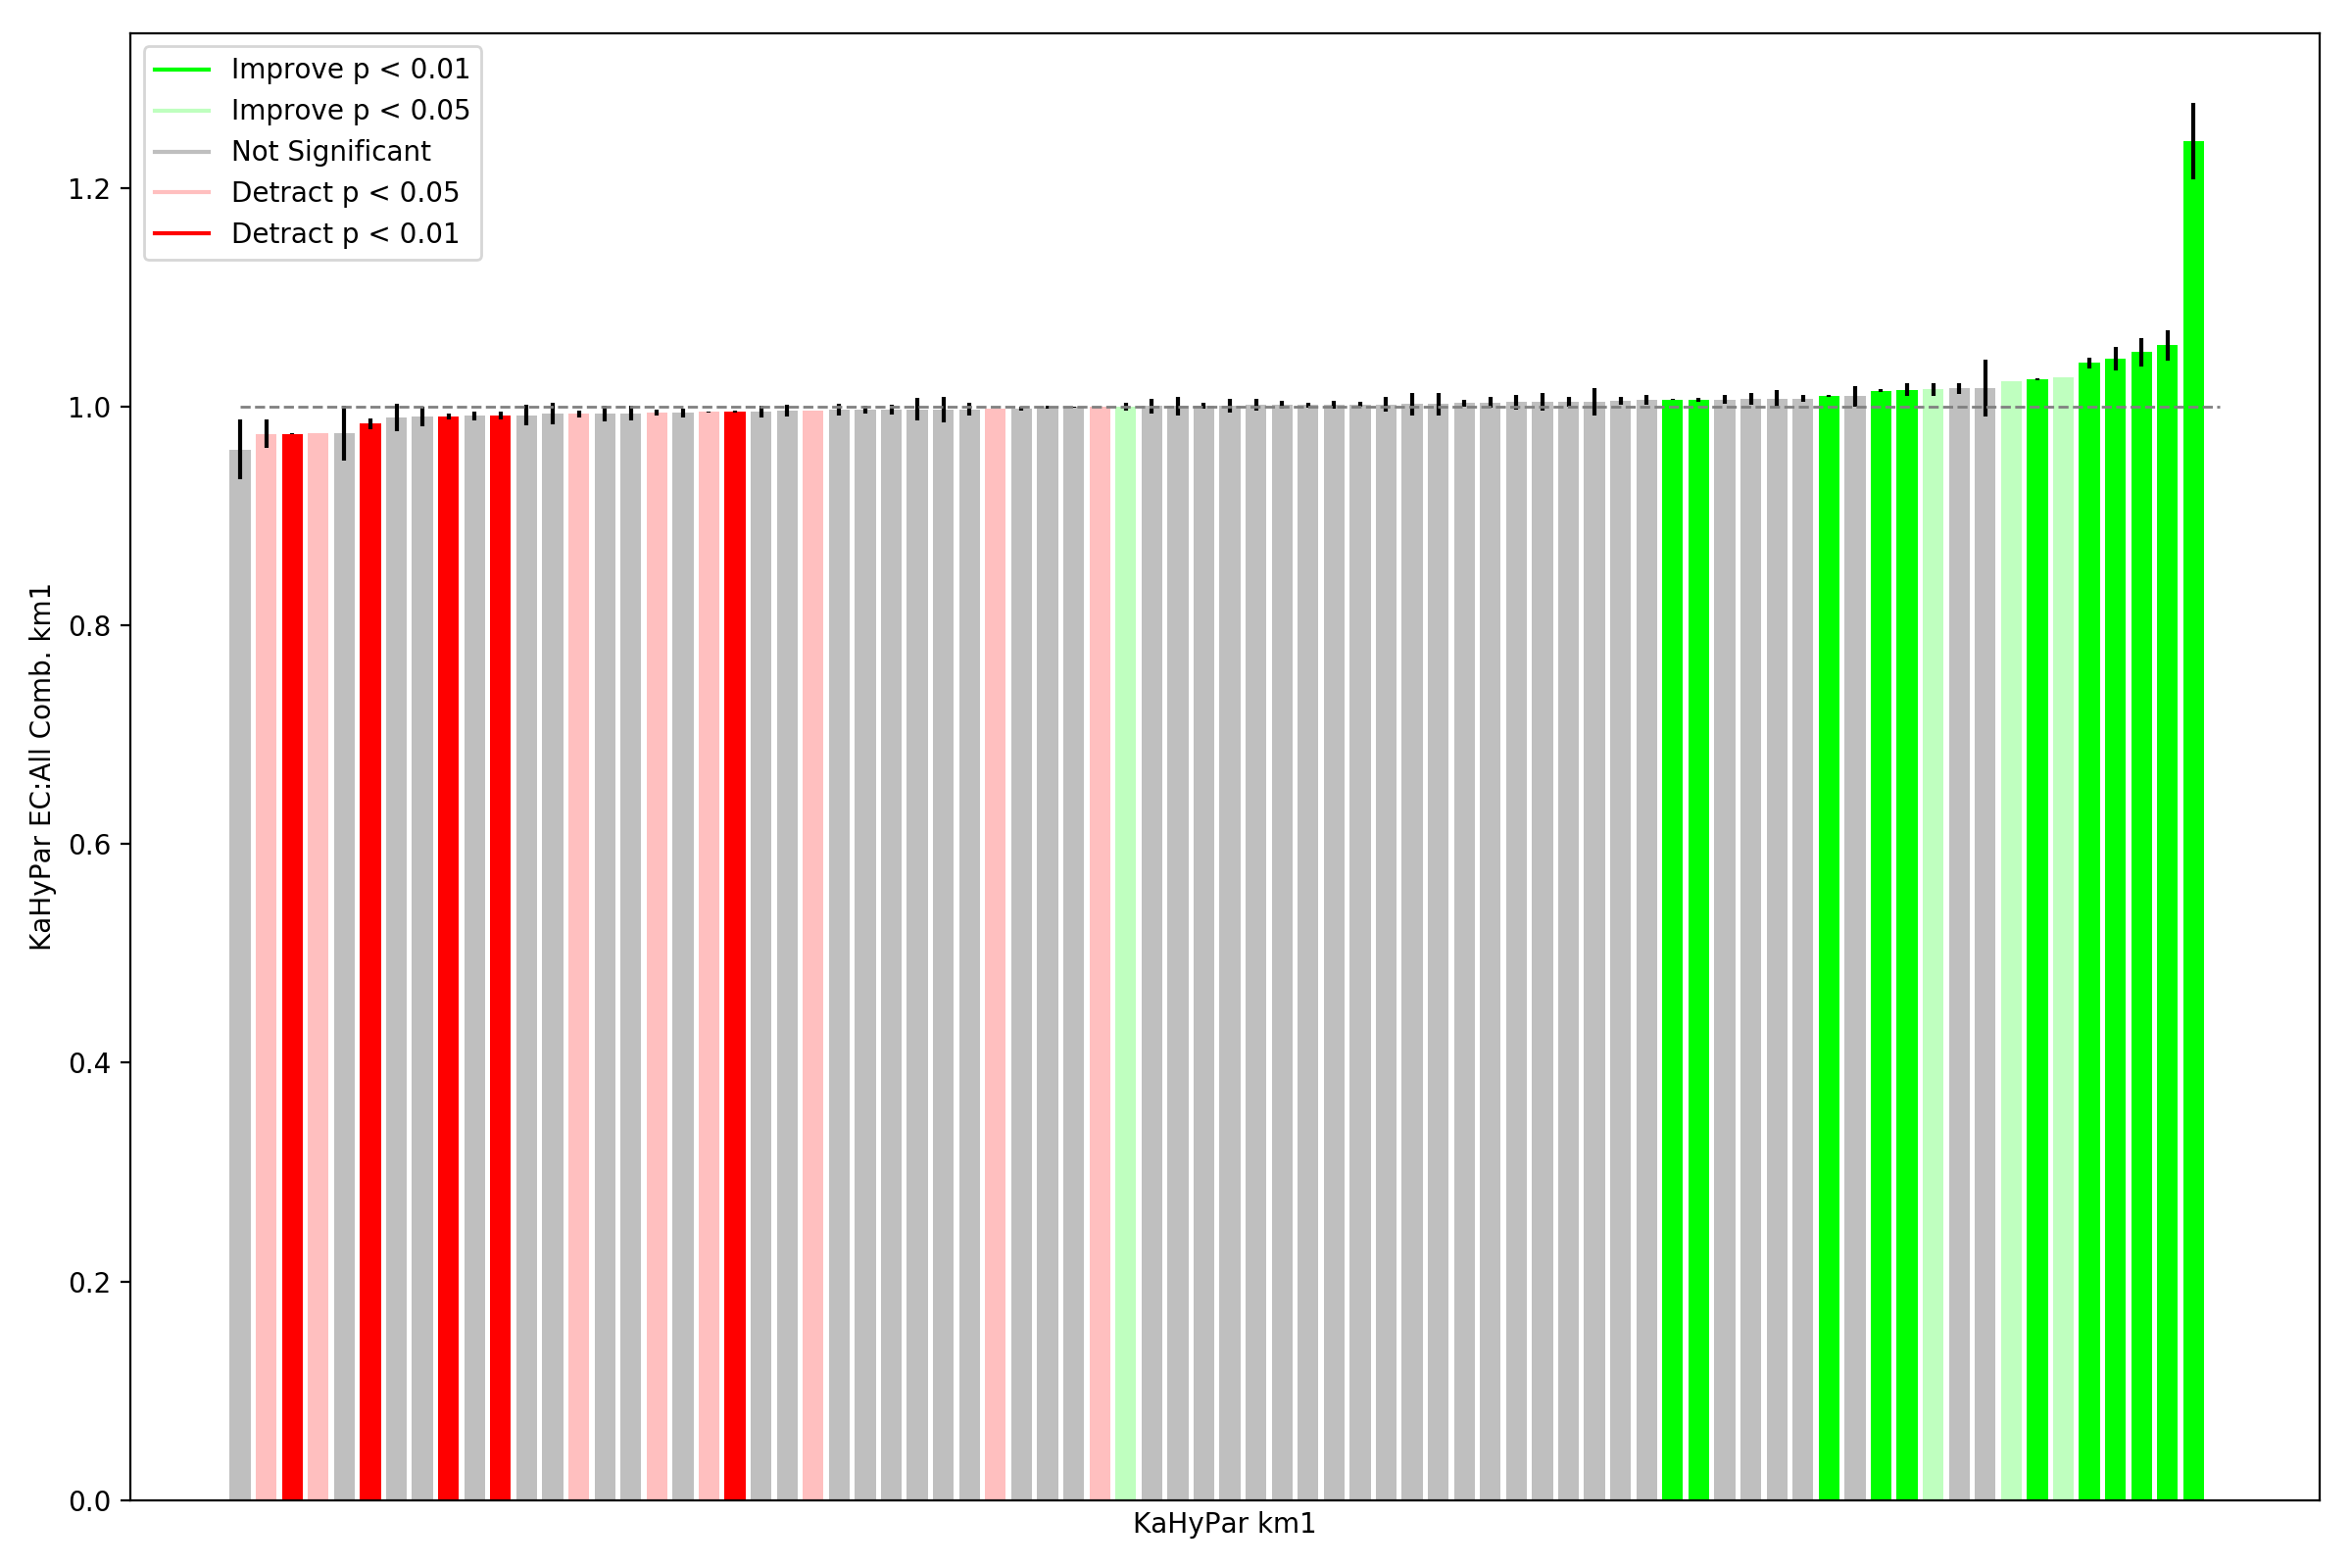 Improve p < 0.01
Improve p < 0.05
Not Significant
Detract p < 0.05
Detract p < 0.01
1.2
1.0
0.8
0.6
0.4
0.2
0.0
KaHyPar EC:All Comb. km1
KaHyPar km1